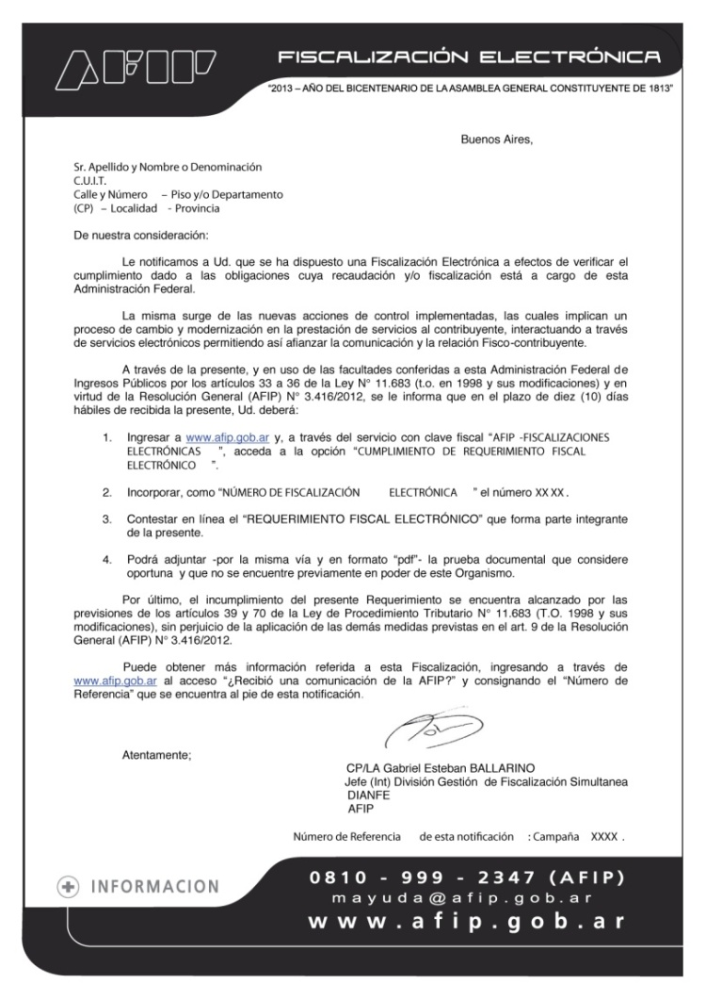 AFIP
FISCALIZACIÓN ELECTRÓNICA
"2013 – AÑO DEL BICENTENARIO DE LA ASAMBLEA GENERAL CONSTITUYENTE DE 1813"
Buenos Aires,
Sr. Apellido y Nombre o Denominación
C.U.I.T.
Calle y Número – Piso y/o Departamento
(CP) – Localidad - Provincia
De nuestra consideración:
Le notificamos a Ud. que se ha dispuesto una Fiscalización Electrónica a efectos de verificar el
cumplimiento dado a las obligaciones cuya recaudación y/o fiscalización está a cargo de esta
Administración Federal.
La misma surge de las nuevas acciones de control implementadas, las cuales implican un
proceso de cambio y modernización en la prestación de servicios al contribuyente, interactuando a través
de servicios electrónicos permitiendo así afianzar la comunicación y la relación Fisco-contribuyente.
A través de la presente, y en uso de las facultades conferidas a esta Administración Federal de
Ingresos Públicos por los artículos 33 a 36 de la Ley N° 11.683 (t.o. en 1998 y sus modificaciones) y en
virtud de la Resolución General (AFIP) N° 3.416/2012, se le informa que en el plazo de diez (10) días
hábiles de recibida la presente, Ud. deberá:
1. Ingresar a www.afip.gob.ar y, a través del servicio con clave fiscal "AFIP -FISCALIZACIONES
ELECTRÓNICAS ", acceda a la opción "CUMPLIMIENTO DE REQUERIMIENTO FISCAL
ELECTRÓNICO ".
2. Incorporar, como "NÚMERO DE FISCALIZACIÓN ELECTRÓNICA " el número XX XX .
3. Contestar en línea el "REQUERIMIENTO FISCAL ELECTRÓNICO" que forma parte integrante
de la presente.
4. Podrá adjuntar -por la misma vía y en formato "pdf"- la prueba documental que considere
oportuna y que no se encuentre previamente en poder de este Organismo.
Por último, el incumplimiento del presente Requerimiento se encuentra alcanzado por las
previsiones de los artículos 39 y 70 de la Ley de Procedimiento Tributario N° 11.683 (T.O. 1998 y sus
modificaciones), sin perjuicio de la aplicación de las demás medidas previstas en el art. 9 de la Resolución
General (AFIP) N° 3.416/2012.
Puede obtener más información referida a esta Fiscalización, ingresando a través de
www.afip.gob.ar al acceso "¿Recibió una comunicación de la AFIP?" y consignando el "Número de
Referencia" que se encuentra al pie de esta notificación.
Atentamente;
CP/LA Gabriel Esteban BALLARINO
Jefe (Int) División Gestión de Fiscalización Simultanea
DIANFE
AFIP
Número de Referencia de esta notificación : Campaña XXXX .
+ INFORMACION
0810 - 999 - 2347 (AFIP)
mayuda@afip.gob.ar
www.afip.gob.ar